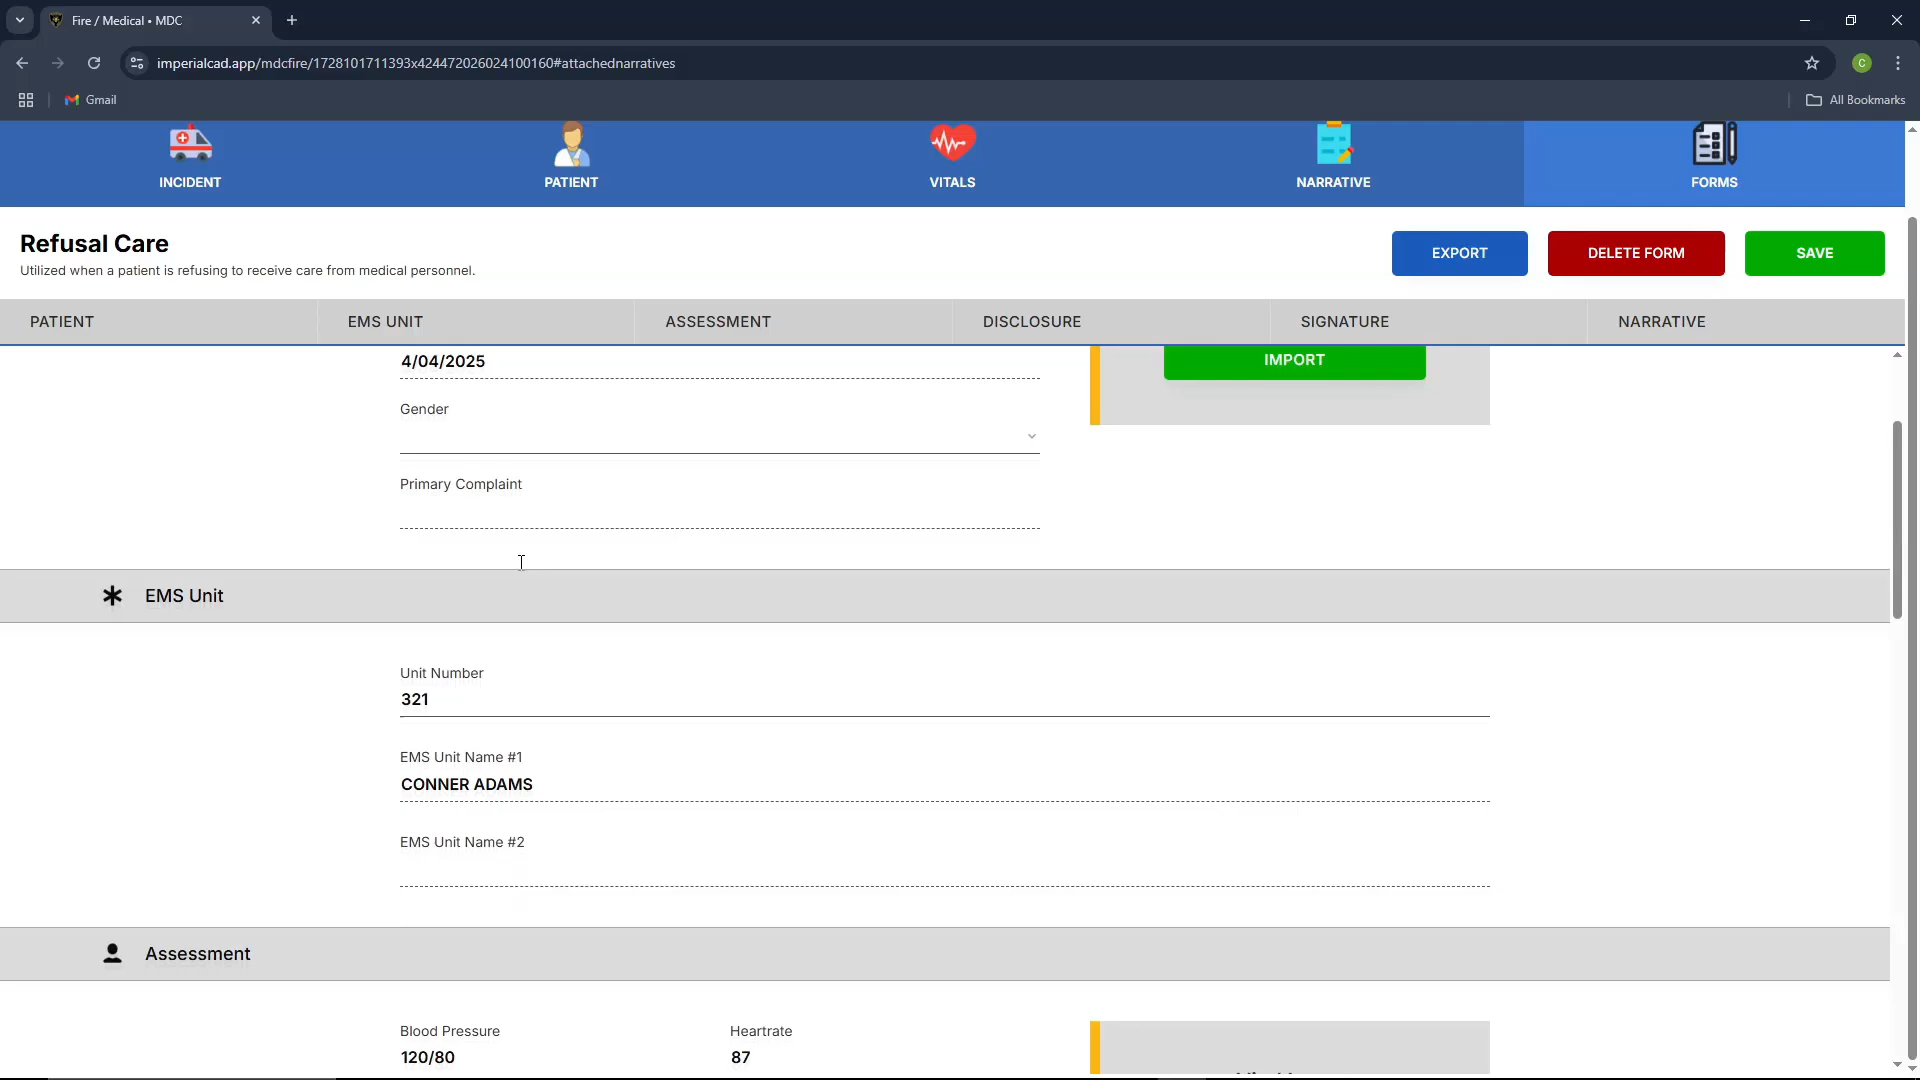 Fire / Medical • MDC
imperialcad.app/mdcfire/1728101711393x424472026024100160#attachednarratives
C
Gmail
All Bookmarks
INCIDENT
PATIENT
VITALS
NARRATIVE
FORMS
Refusal Care
Utilized when a patient is refusing to receive care from medical personnel.
EXPORT
DELETE FORM
SAVE
PATIENT
EMS UNIT
ASSESSMENT
DISCLOSURE
SIGNATURE
NARRATIVE
4/04/2025
IMPORT
Gender
Primary Complaint
EMS Unit
Unit Number
321
EMS Unit Name #1
CONNER ADAMS
EMS Unit Name #2
Assessment
Blood Pressure
Heartrate
120/80
87